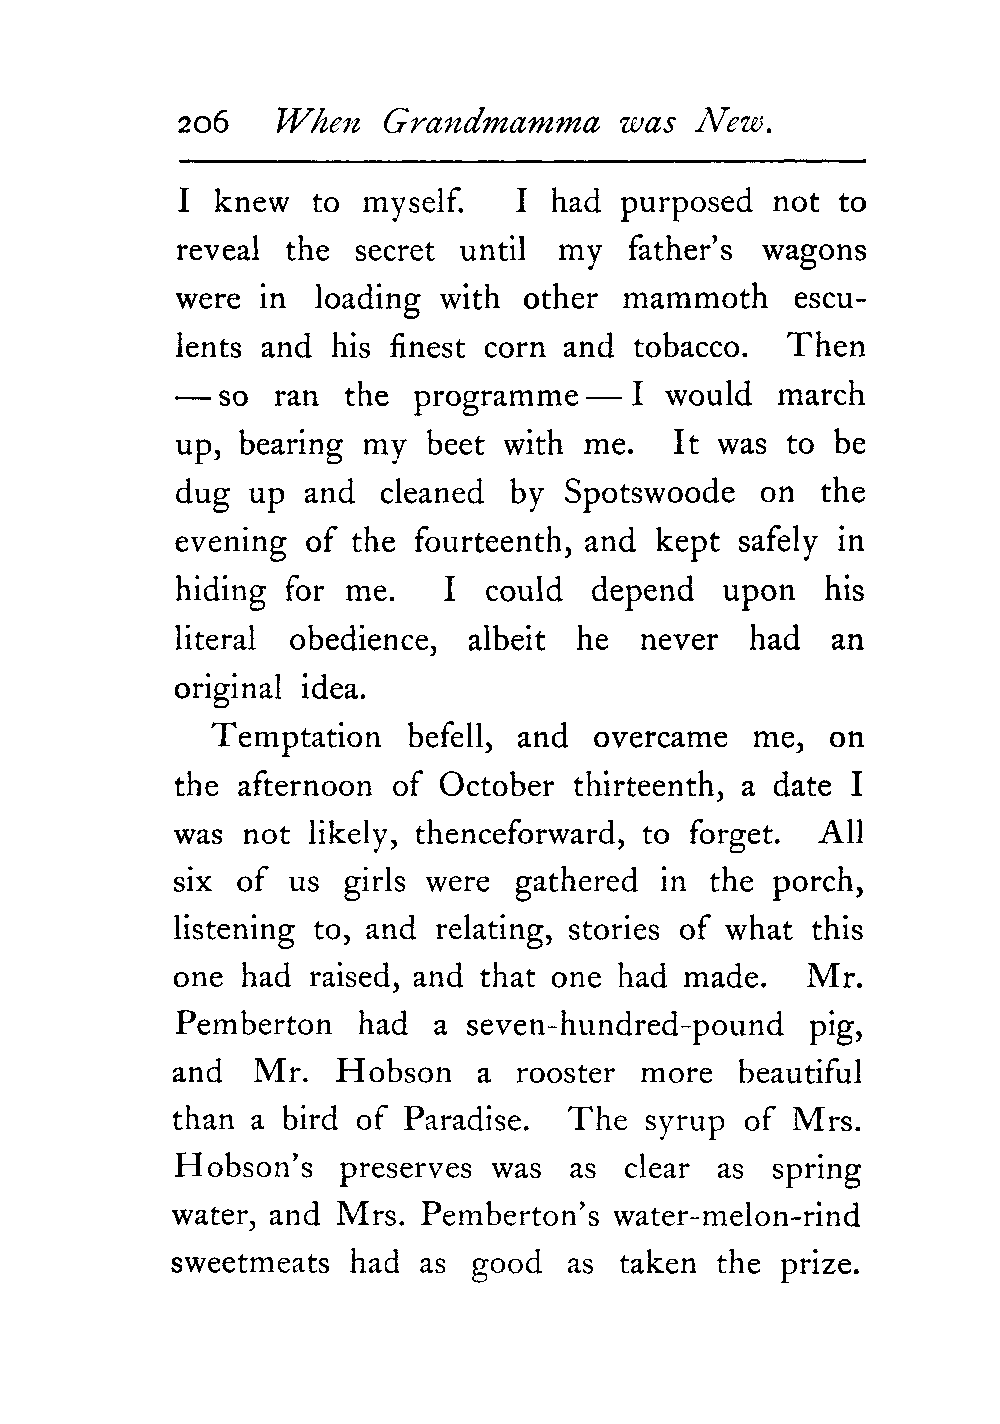 206 When Grandmamma was New.
I knew to myself. I had purposed not to
reveal the secret until my father's wagons
were in loading with other mammoth escu-
lents and his finest corn and tobacco. Then
— so ran the programme — I would march
up, bearing my beet with me. It was to be
dug up and cleaned by Spotswoode on the
evening of the fourteenth, and kept safely in
hiding for me. I could depend upon his
literal obedience, albeit he never had an
original idea.
Temptation befell, and overcame me, on
the afternoon of October thirteenth, a date I
was not likely, thenceforward, to forget. All
six of us girls were gathered in the porch,
listening to, and relating, stories of what this
one had raised, and that one had made. Mr.
Pemberton had a seven-hundred-pound pig,
and Mr. Hobson a rooster more beautiful
than a bird of Paradise. The syrup of Mrs.
Hobson's preserves was as clear as spring
water, and Mrs. Pemberton's water-melon-rind
sweetmeats had as good as taken the prize.